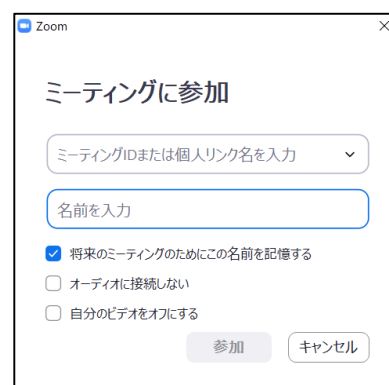 Zoom
ミーティングに参加
ミーティングIDまたは個人リンク名を入力
名前を入力
将来のミーティングのためにこの名前を記憶する
オーディオに接続しない
自分のビデオをオフにする
参加 キャンセル